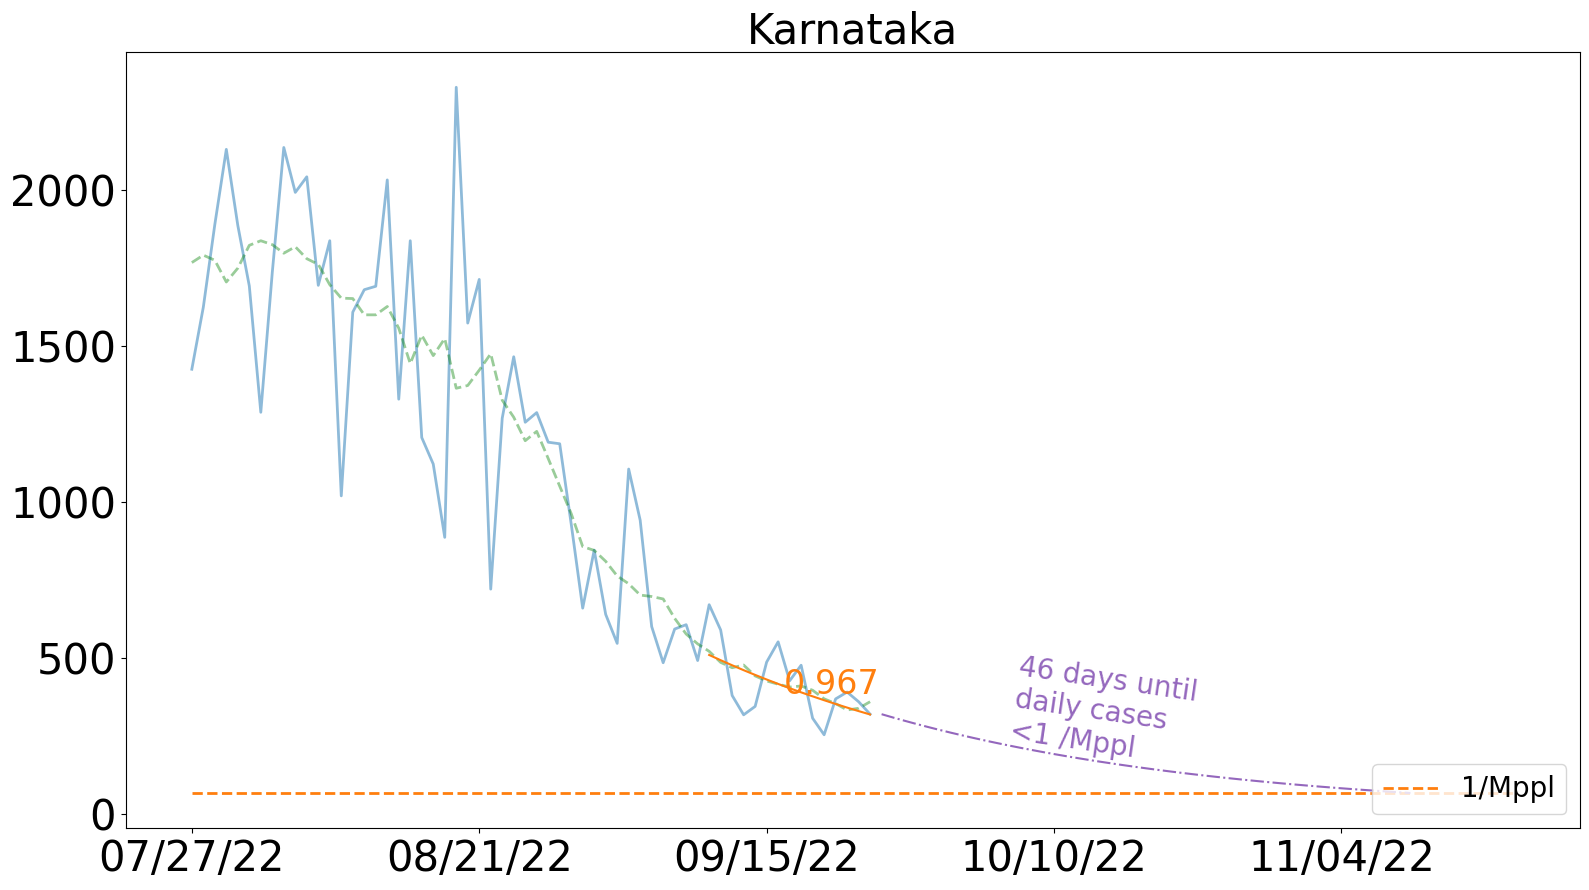 Karnataka
2000
1500
1000
500
0
0.967
46 days until
daily cases
<1 /Mppl
1/Mppl
07/27/22
08/21/22
09/15/22
10/10/22
11/04/22